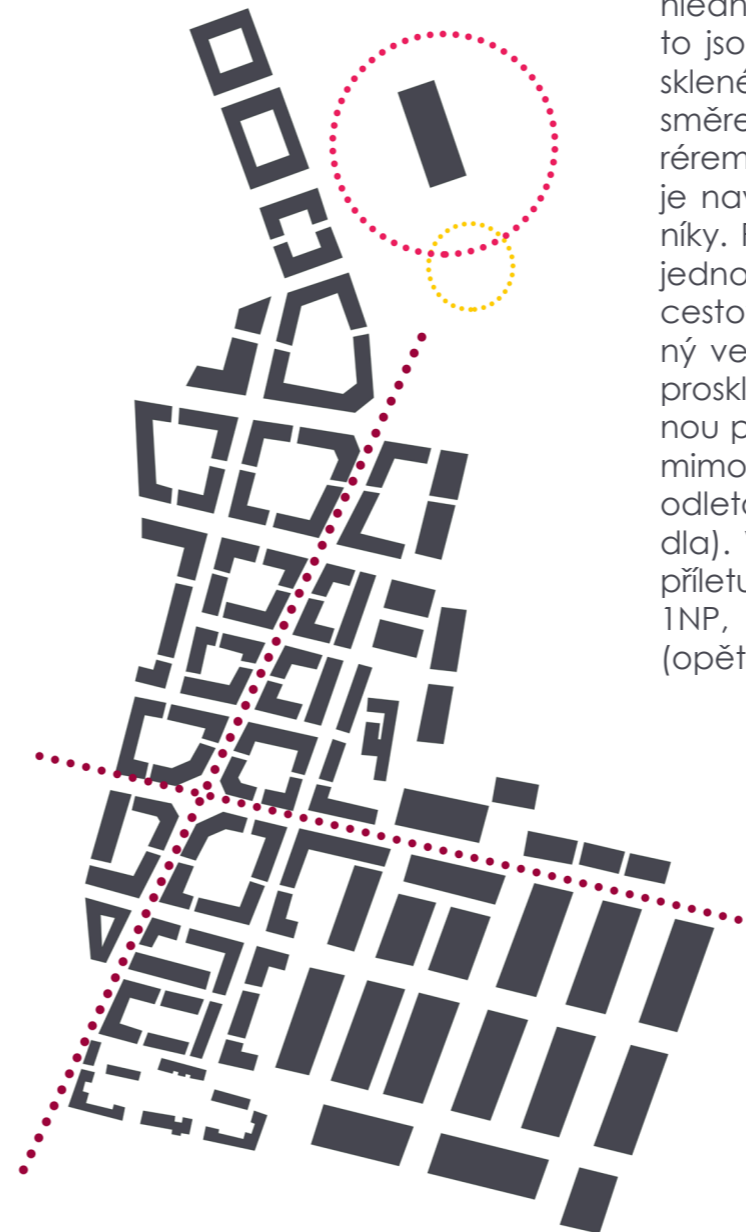 to jso
sklené
směre
rérem
je nav
níky.
jedno
cesto
ný ve
proskl
nou p
mimo
odleto
dla).
příletu
1NP,
(opět